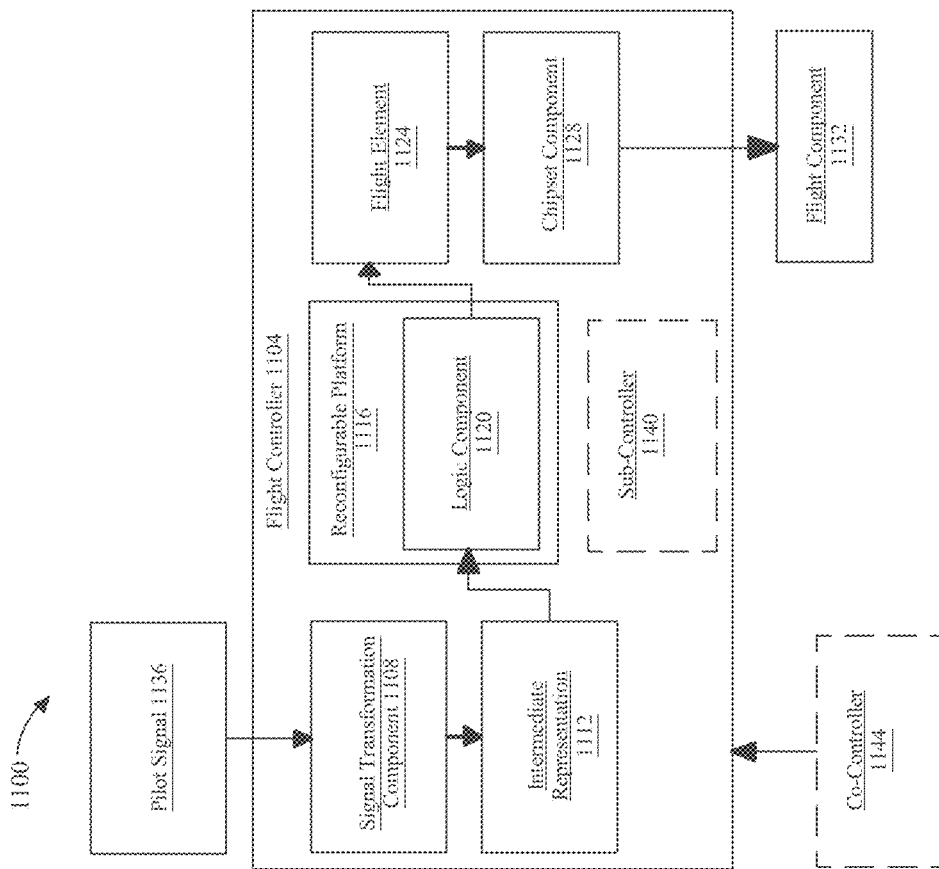 1100
Pilot Signal 1136
Flight Controller 1104
Signal Transformation
Component 1108
Intermediate
Representation
1112
Reconfigurable Platform
1116
Logic Component
1120
Flight Element
1124
Chipset Component
1128
Sub-Controller
1140
Co-Controller
1144
Flight Component
1132